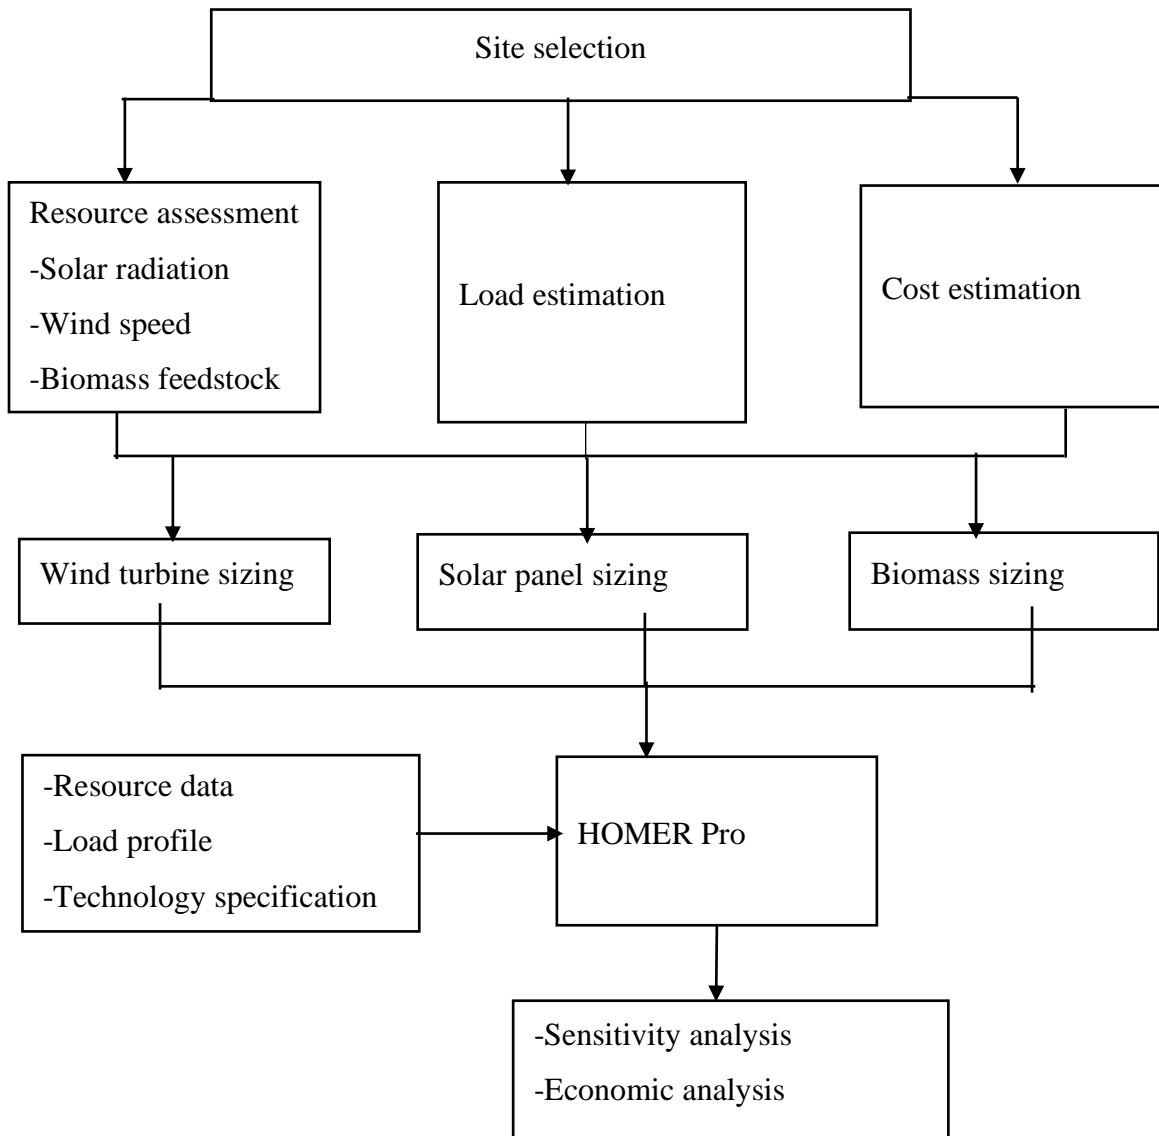 Site selection
Resource assessment
-Solar radiation
-Wind speed
-Biomass feedstock
Load estimation
Cost estimation
Wind turbine sizing
Solar panel sizing
Biomass sizing
-Resource data
-Load profile
-Technology specification
HOMER Pro
-Sensitivity analysis
-Economic analysis